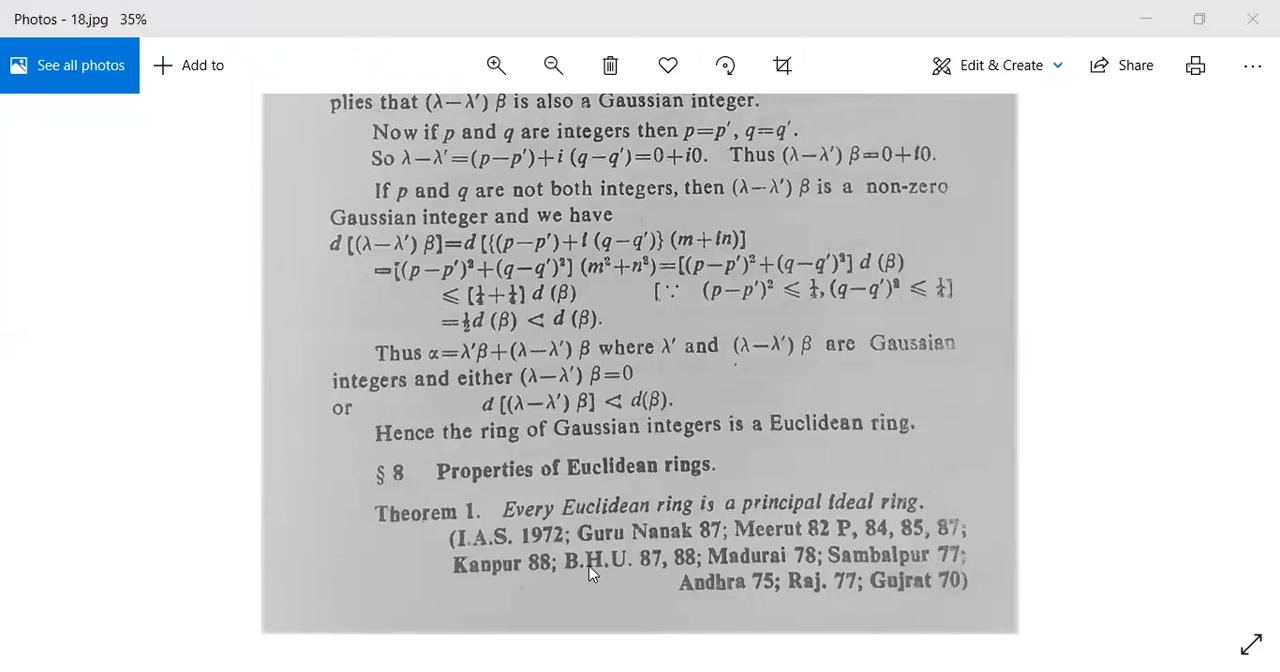 Photos - 18.jpg 35%
See all photos
Add to
Edit & Create
Share
plies that (λ—λ′) β is also a Gaussian integer.
Now if p and q are integers then p=p′, q=q′.
So λ—λ′=(p—p′)+i (q—q′)=0+i0. Thus (λ—λ′) β=0+i0.
If p and q are not both integers, then (λ—λ′) β is a non-zero
Gaussian integer and we have
d [(λ—λ′) β]=d [{(p—p′)+i (q—q′)} (m+in)]
=[(p—p′)²+(q—q′)²] (m²+n²)=[(p—p′)²+(q—q′)²] d (β)
⩽ [¼+¼] d (β) [∵ (p—p′)² ⩽ ¼, (q—q′)² ⩽ ¼]
=½d (β) < d (β).
Thus α=λ′β+(λ—λ′) β where λ′ and (λ—λ′) β are Gaussian
integers and either (λ—λ′) β=0
or d [(λ—λ′) β] < d(β).
Hence the ring of Gaussian integers is a Euclidean ring.
§ 8 Properties of Euclidean rings.
Theorem 1. Every Euclidean ring is a principal ideal ring.
(I.A.S. 1972; Guru Nanak 87; Meerut 82 P, 84, 85, 87;
Kanpur 88; B.H.U. 87, 88; Madurai 78; Sambalpur 77;
Andhra 75; Raj. 77; Gujrat 70)